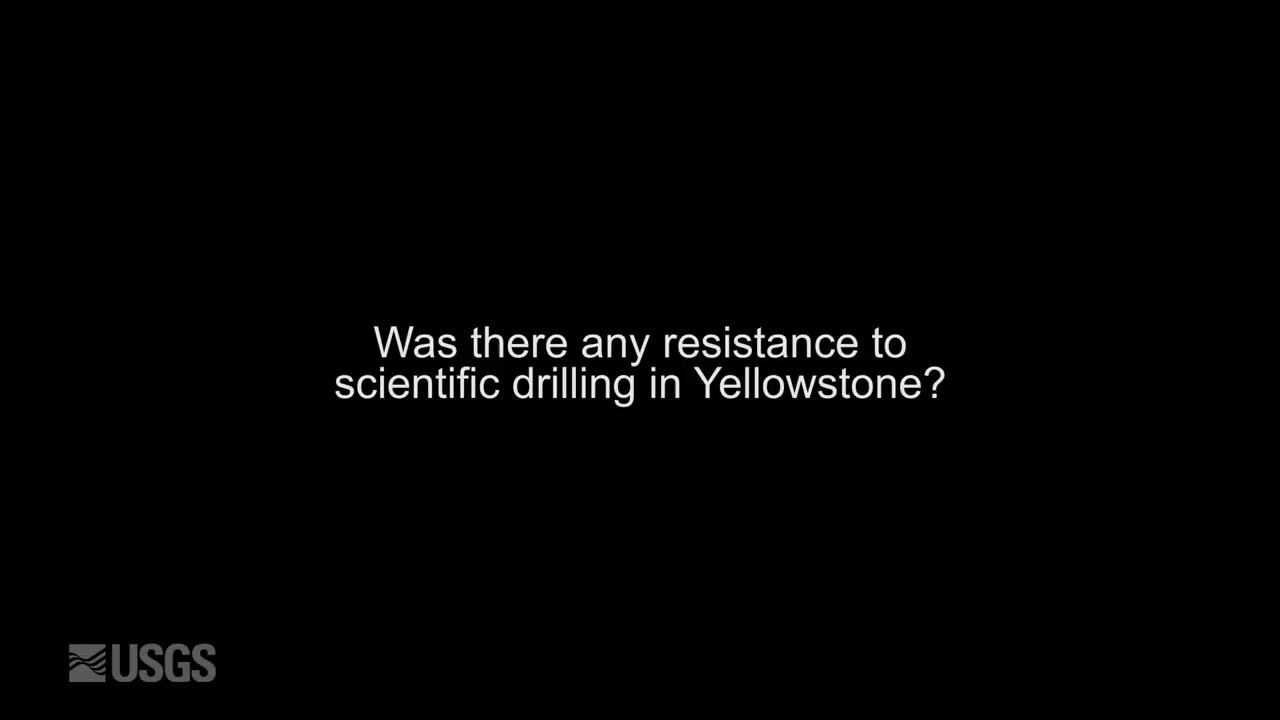 Was there any resistance to
scientific drilling in Yellowstone?
USGS